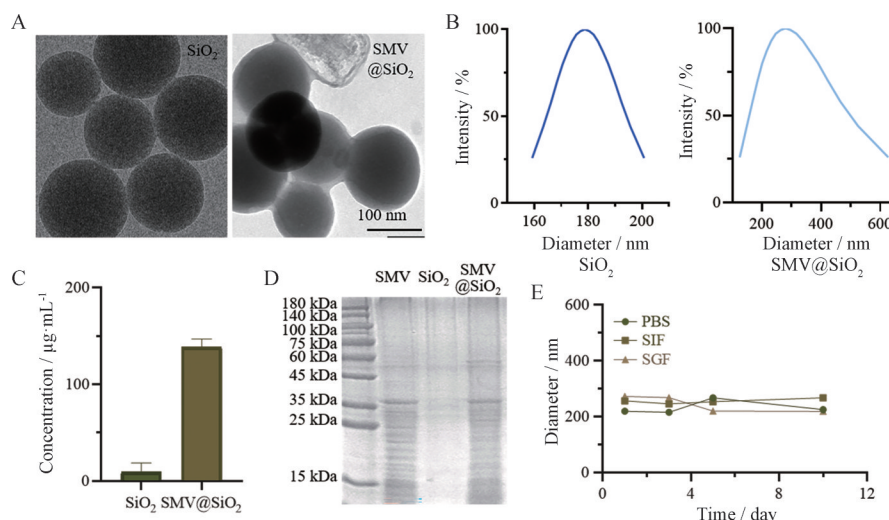 A
SiO2
SMV
@SiO2
100 nm
B
Intensity / %
100
50
0
160
180
200
Diameter / nm
SiO2
Intensity / %
100
50
0
200
400
600
Diameter / nm
SMV@SiO2
C
Concentration / μg·mL-1
200
100
0
SiO2
SMV@SiO2
D
SMV
SiO2
SMV
@SiO2
180 kDa
140 kDa
100 kDa
75 kDa
60 kDa
45 kDa
35 kDa
25 kDa
15 kDa
E
Diameter / nm
600
400
200
0
PBS
SIF
SGF
0
4
8
12
Time / day